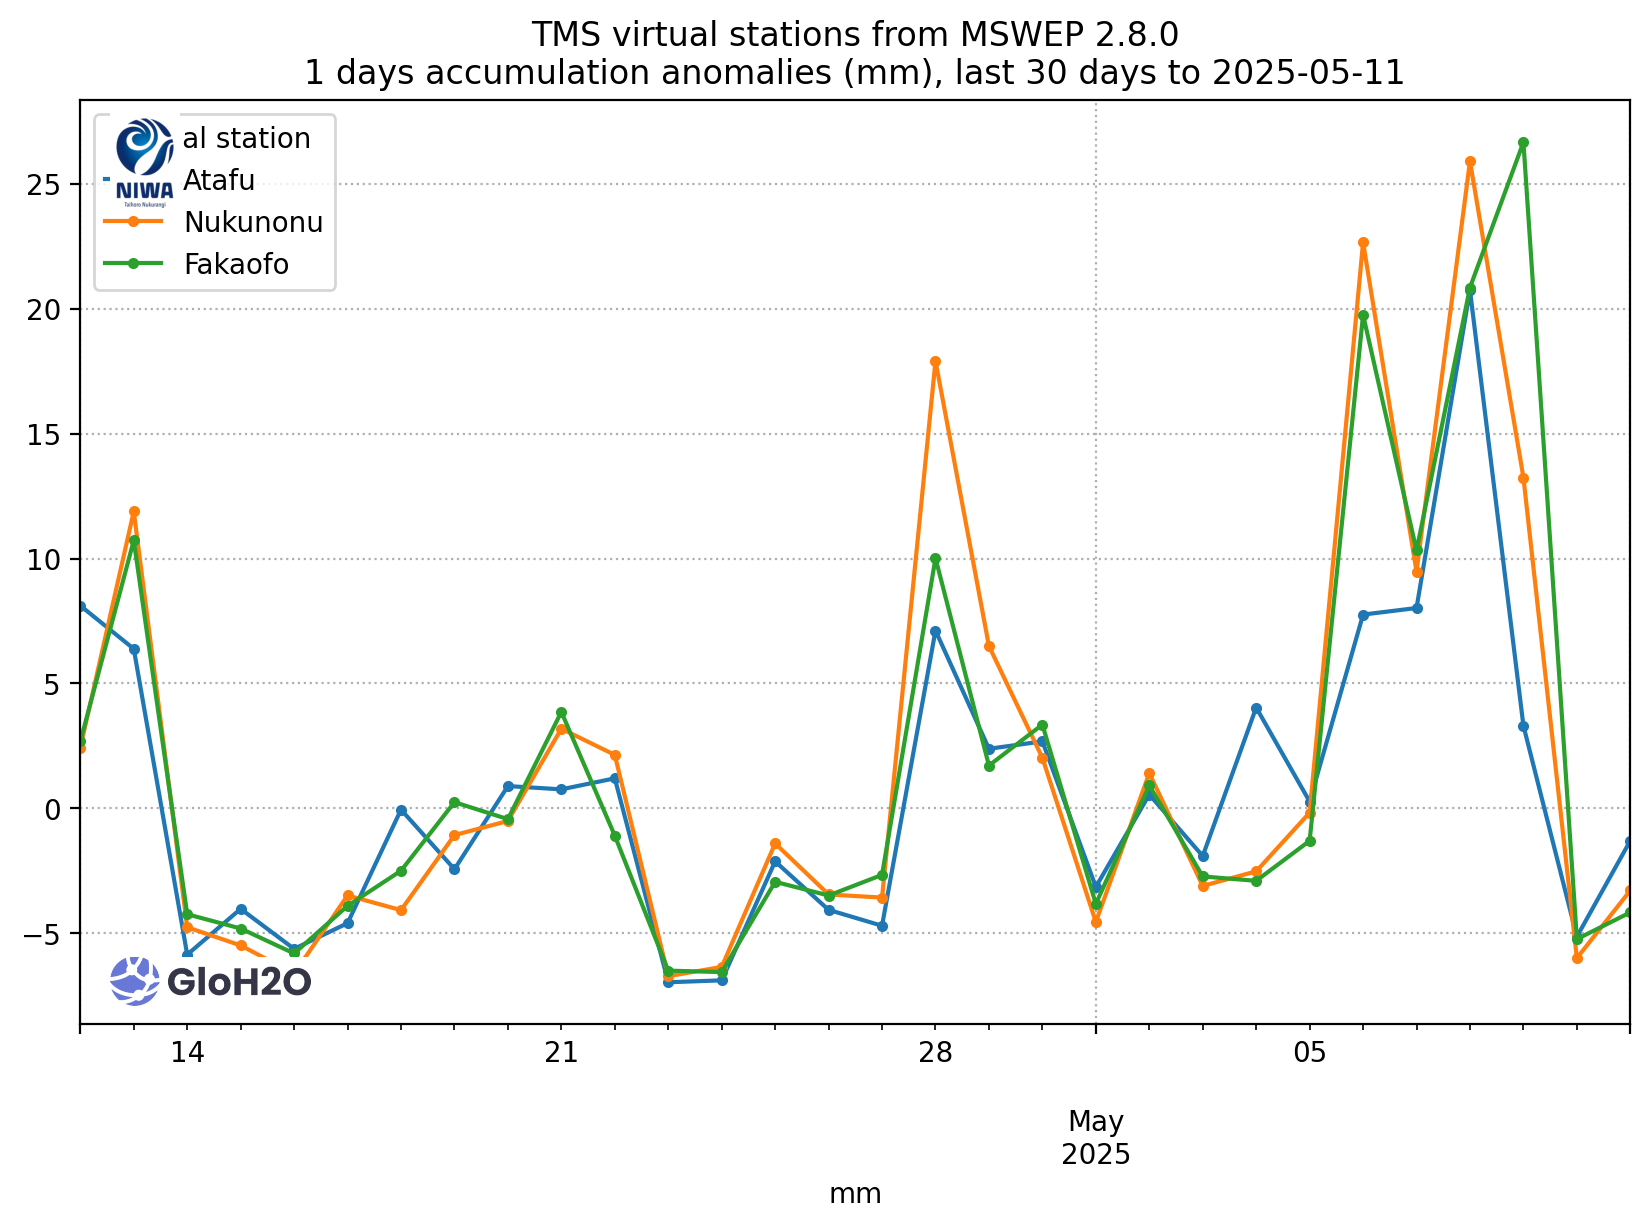 TMS virtual stations from MSWEP 2.8.0
1 days accumulation anomalies (mm), last 30 days to 2025-05-11
al station
NIWA
Taihoro Nukurangi
Atafu
Nukunonu
Fakaofo
25
20
15
10
5
0
−5
GloH2O
14
21
28
05
May
2025
mm